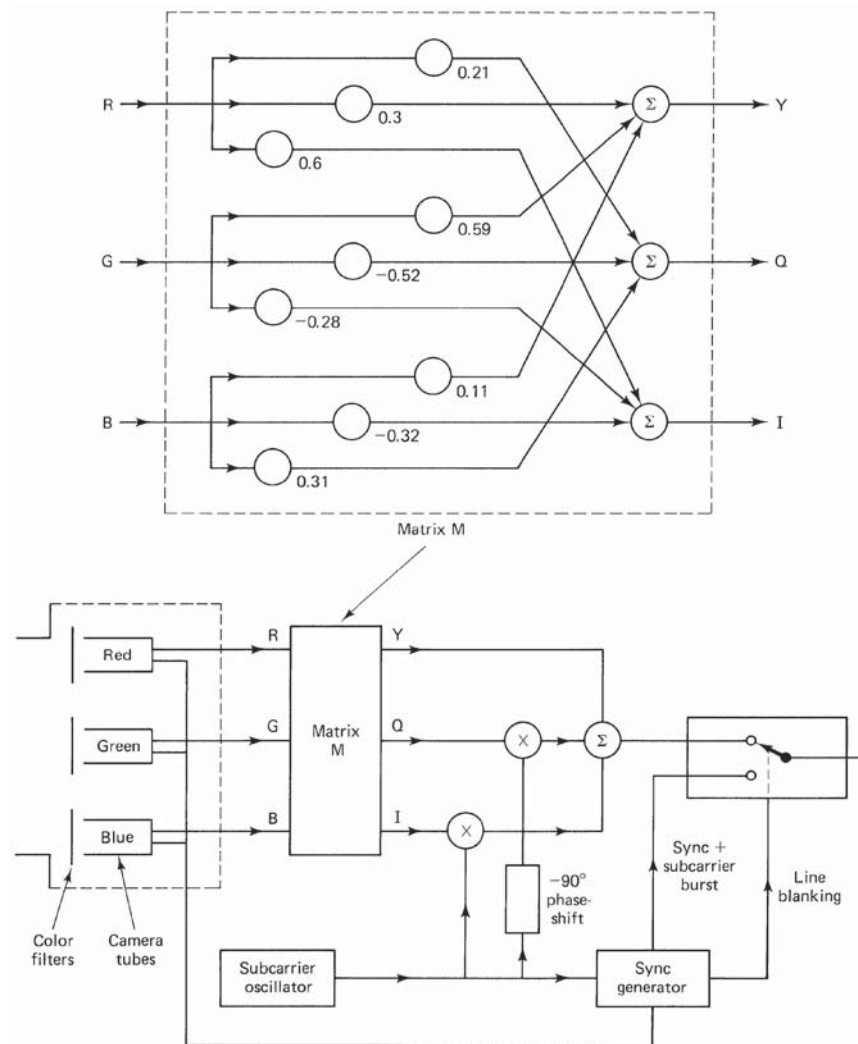 0.21
R
0.3
Σ
Y
0.6
0.59
G
-0.52
Σ
Q
-0.28
0.11
B
-0.32
Σ
I
0.31
Matrix M
Red
R
Y
Green
G
Matrix
M
Q
X
Σ
Blue
B
I
X
Sync +
subcarrier
burst
Line
blanking
-90°
phase-
shift
Color
filters
Camera
tubes
Subcarrier
oscillator
Sync
generator